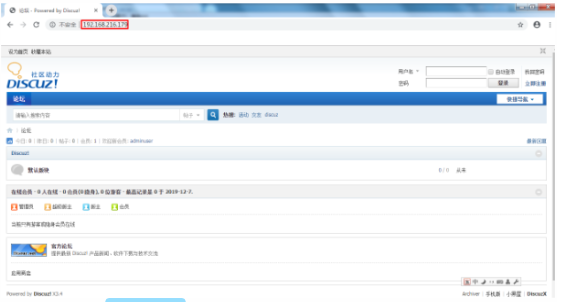 论坛 - Powered by Discuz!
不安全 192.168.216.179
设为首页 收藏本站
社区动力
DISCUZ!
用户名
自动登录 找回密码
密码
登录 立即注册
论坛
快捷导航
请输入搜索内容
帖子
热搜: 活动 交友 discuz
论坛
今日: 0 | 昨日: 0 | 帖子: 0 | 会员: 1 | 欢迎新会员: adminuser
最新回复
Discuz!
默认版块
0 / 0
从未
在线会员 - 0 人在线 - 0 会员(0 隐身), 0 位游客 - 最高记录是 0 于 2019-12-7.
管理员 超级版主 版主 会员
当前只显示游客或隐身会员在线
官方论坛
提供最新 Discuz! 产品新闻、软件下载与技术交流
Powered by Discuz! X3.4
Archiver | 手机版 | 小黑屋 | DiscuzX